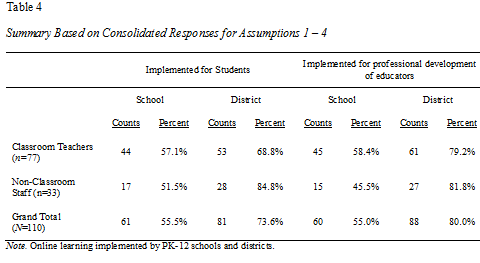 Table 4
Summary Based on Consolidated Responses for Assumptions 1 – 4
Implemented for Students Implemented for professional development of educators
School District School District
Counts Percent Counts Percent Counts Percent Counts Percent
Classroom Teachers (n=77) 44 57.1% 53 68.8% 45 58.4% 61 79.2%
Non-Classroom Staff (n=33) 17 51.5% 28 84.8% 15 45.5% 27 81.8%
Grand Total (N=110) 61 55.5% 81 73.6% 60 55.0% 88 80.0%
Note. Online learning implemented by PK-12 schools and districts.